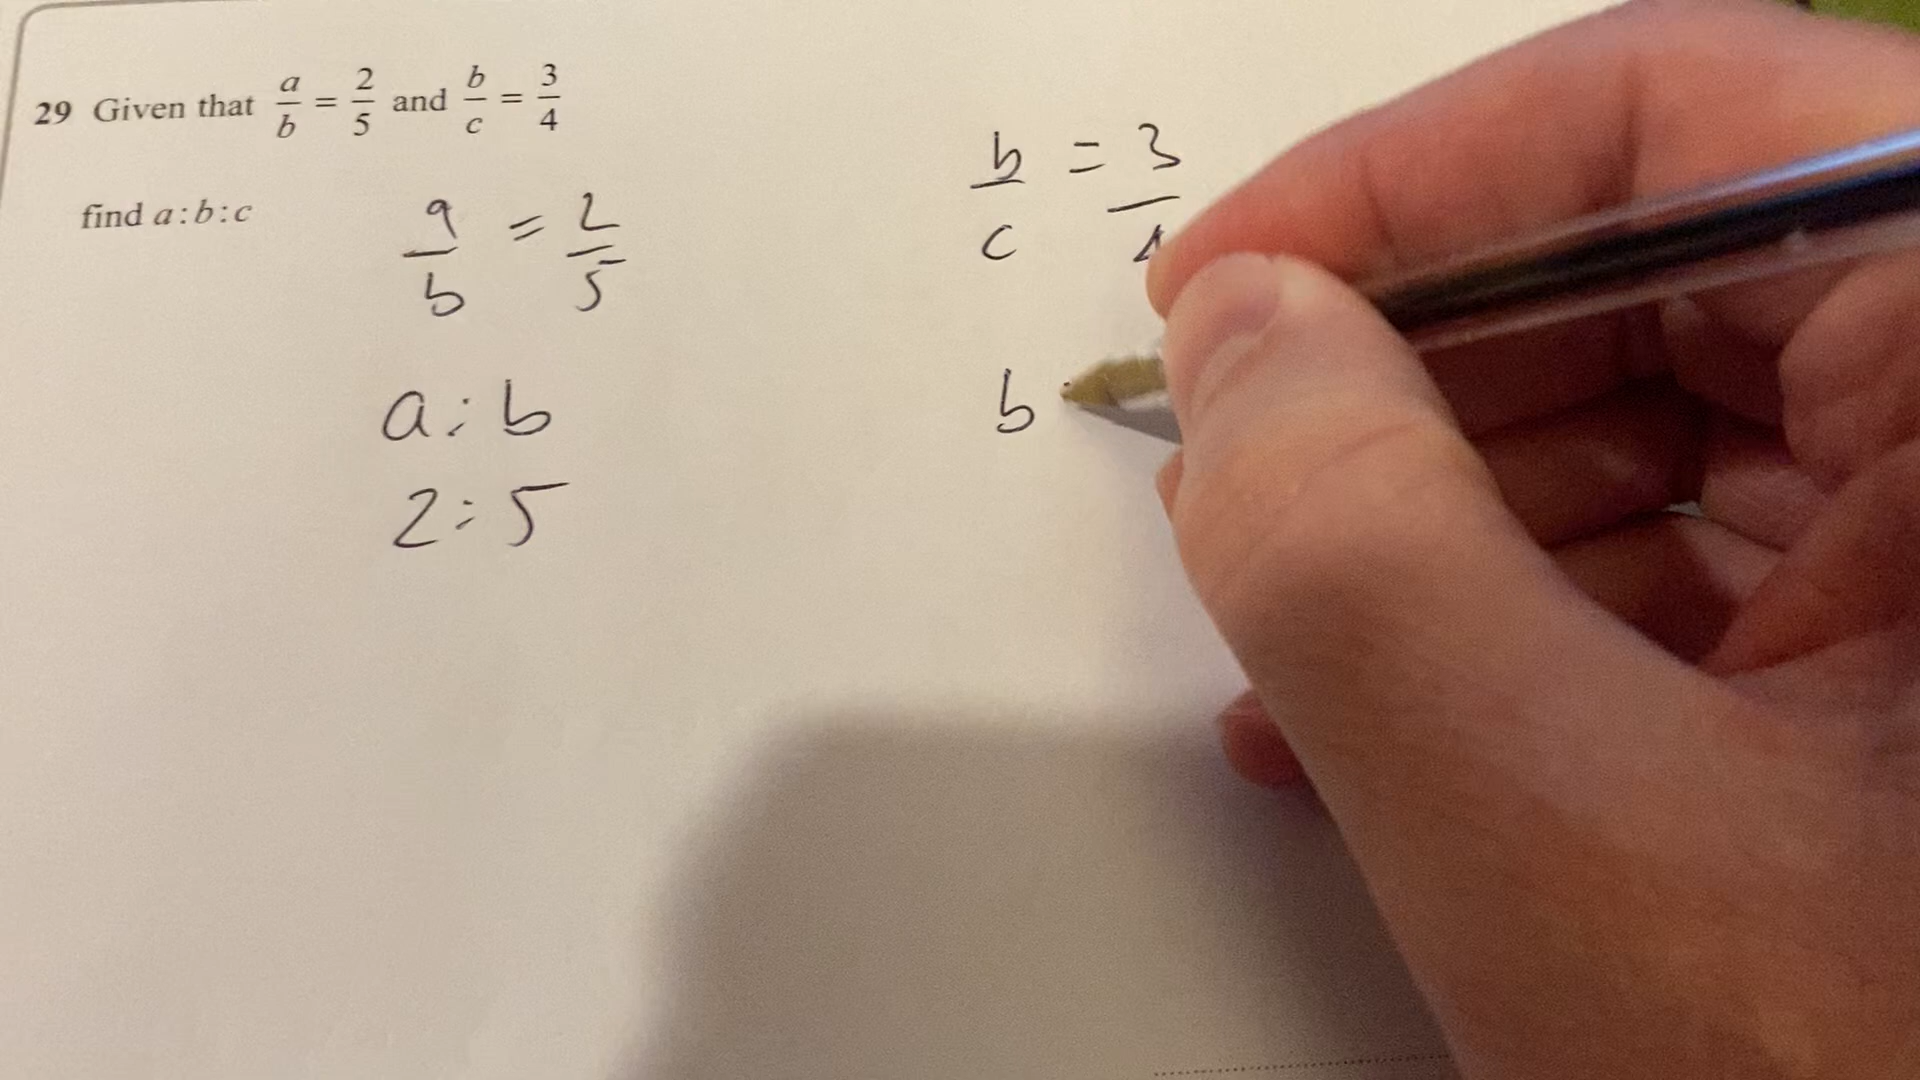 29 Given that a/b = 2/5 and b/c = 3/4
find a : b : c
a/b = 2/5
a : b
2 : 5
b/c = 3/4
b